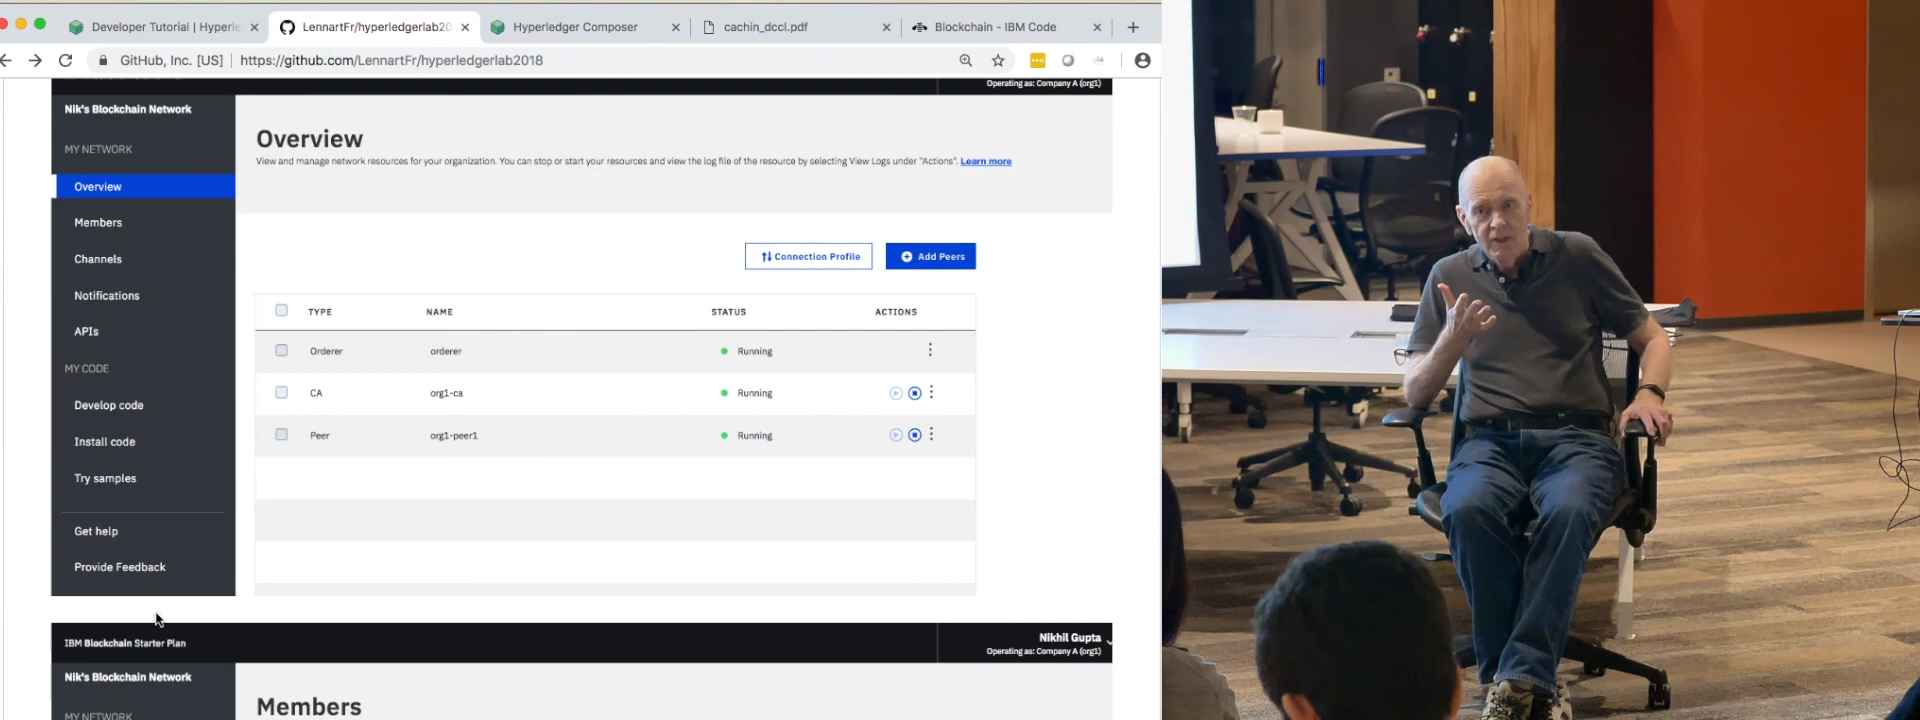 Developer Tutorial | Hyperle
LennartFr/hyperledgerlab20
Hyperledger Composer
cachin_dccl.pdf
Blockchain - IBM Code
GitHub, Inc. [US]
https://github.com/LennartFr/hyperledgerlab2018
Operating as: Company A (org1)
Nik's Blockchain Network
MY NETWORK
Overview
Members
Channels
Notifications
APIs
MY CODE
Develop code
Install code
Try samples
Get help
Provide Feedback
Overview
View and manage network resources for your organization. You can stop or start your resources and view the log file of the resource by selecting View Logs under "Actions". Learn more
Connection Profile
Add Peers
TYPE NAME STATUS ACTIONS
Orderer orderer Running
CA org1-ca Running
Peer org1-peer1 Running
IBM Blockchain Starter Plan
Nikhil Gupta
Operating as: Company A (org1)
Nik's Blockchain Network
MY NETWORK
Members